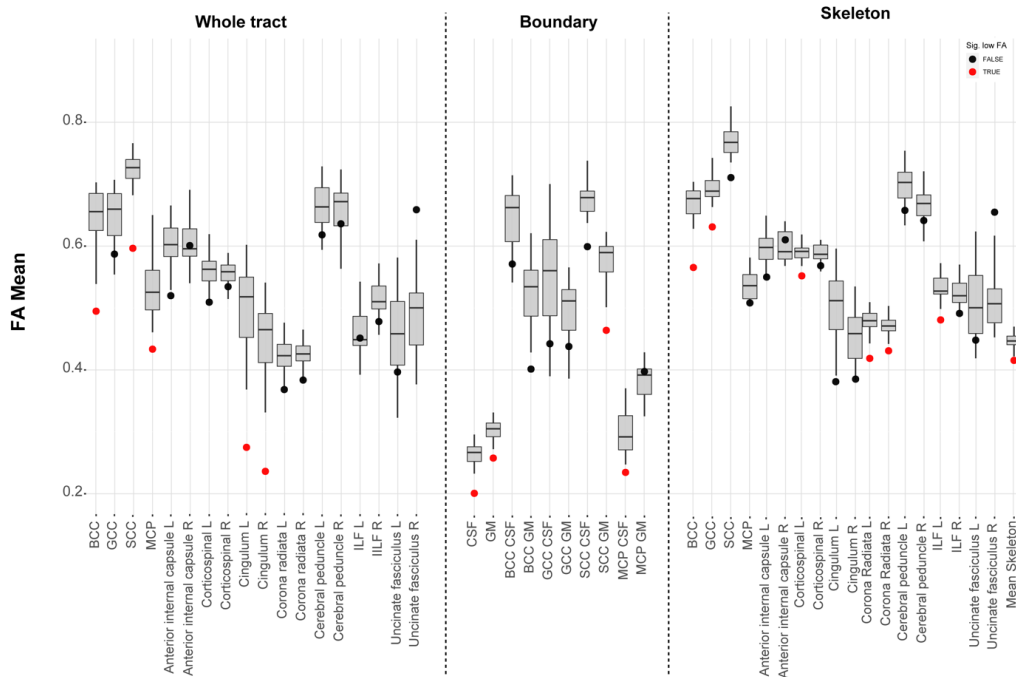 Whole tract
Boundary
Skeleton
Sig. low FA
FALSE
TRUE
FA Mean
0.8
0.6
0.4
0.2
BCC
GCC
SCC
MCP
Anterior internal capsule L
Anterior internal capsule R
Corticospinal L
Corticospinal R
Cingulum L
Cingulum R
Corona radiata L
Corona radiata R
Cerebral peduncle L
Cerebral peduncle R
ILF L
IILF R
Uncinate fasciculus L
Uncinate fasciculus R
CSF
GM
BCC CSF
BCC GM
GCC CSF
GCC GM
SCC CSF
SCC GM
MCP CSF
MCP GM
BCC
GCC
SCC
MCP
Anterior internal capsule L
Anterior internal capsule R
Corticospinal L
Corticospinal R
Cingulum L
Cingulum R
Corona Radiata L
Corona Radiata R
Cerebral peduncle L
Cerebral peduncle R
ILF L
ILF R
Uncinate fasciculus L
Uncinate fasciculus R
Mean Skeleton